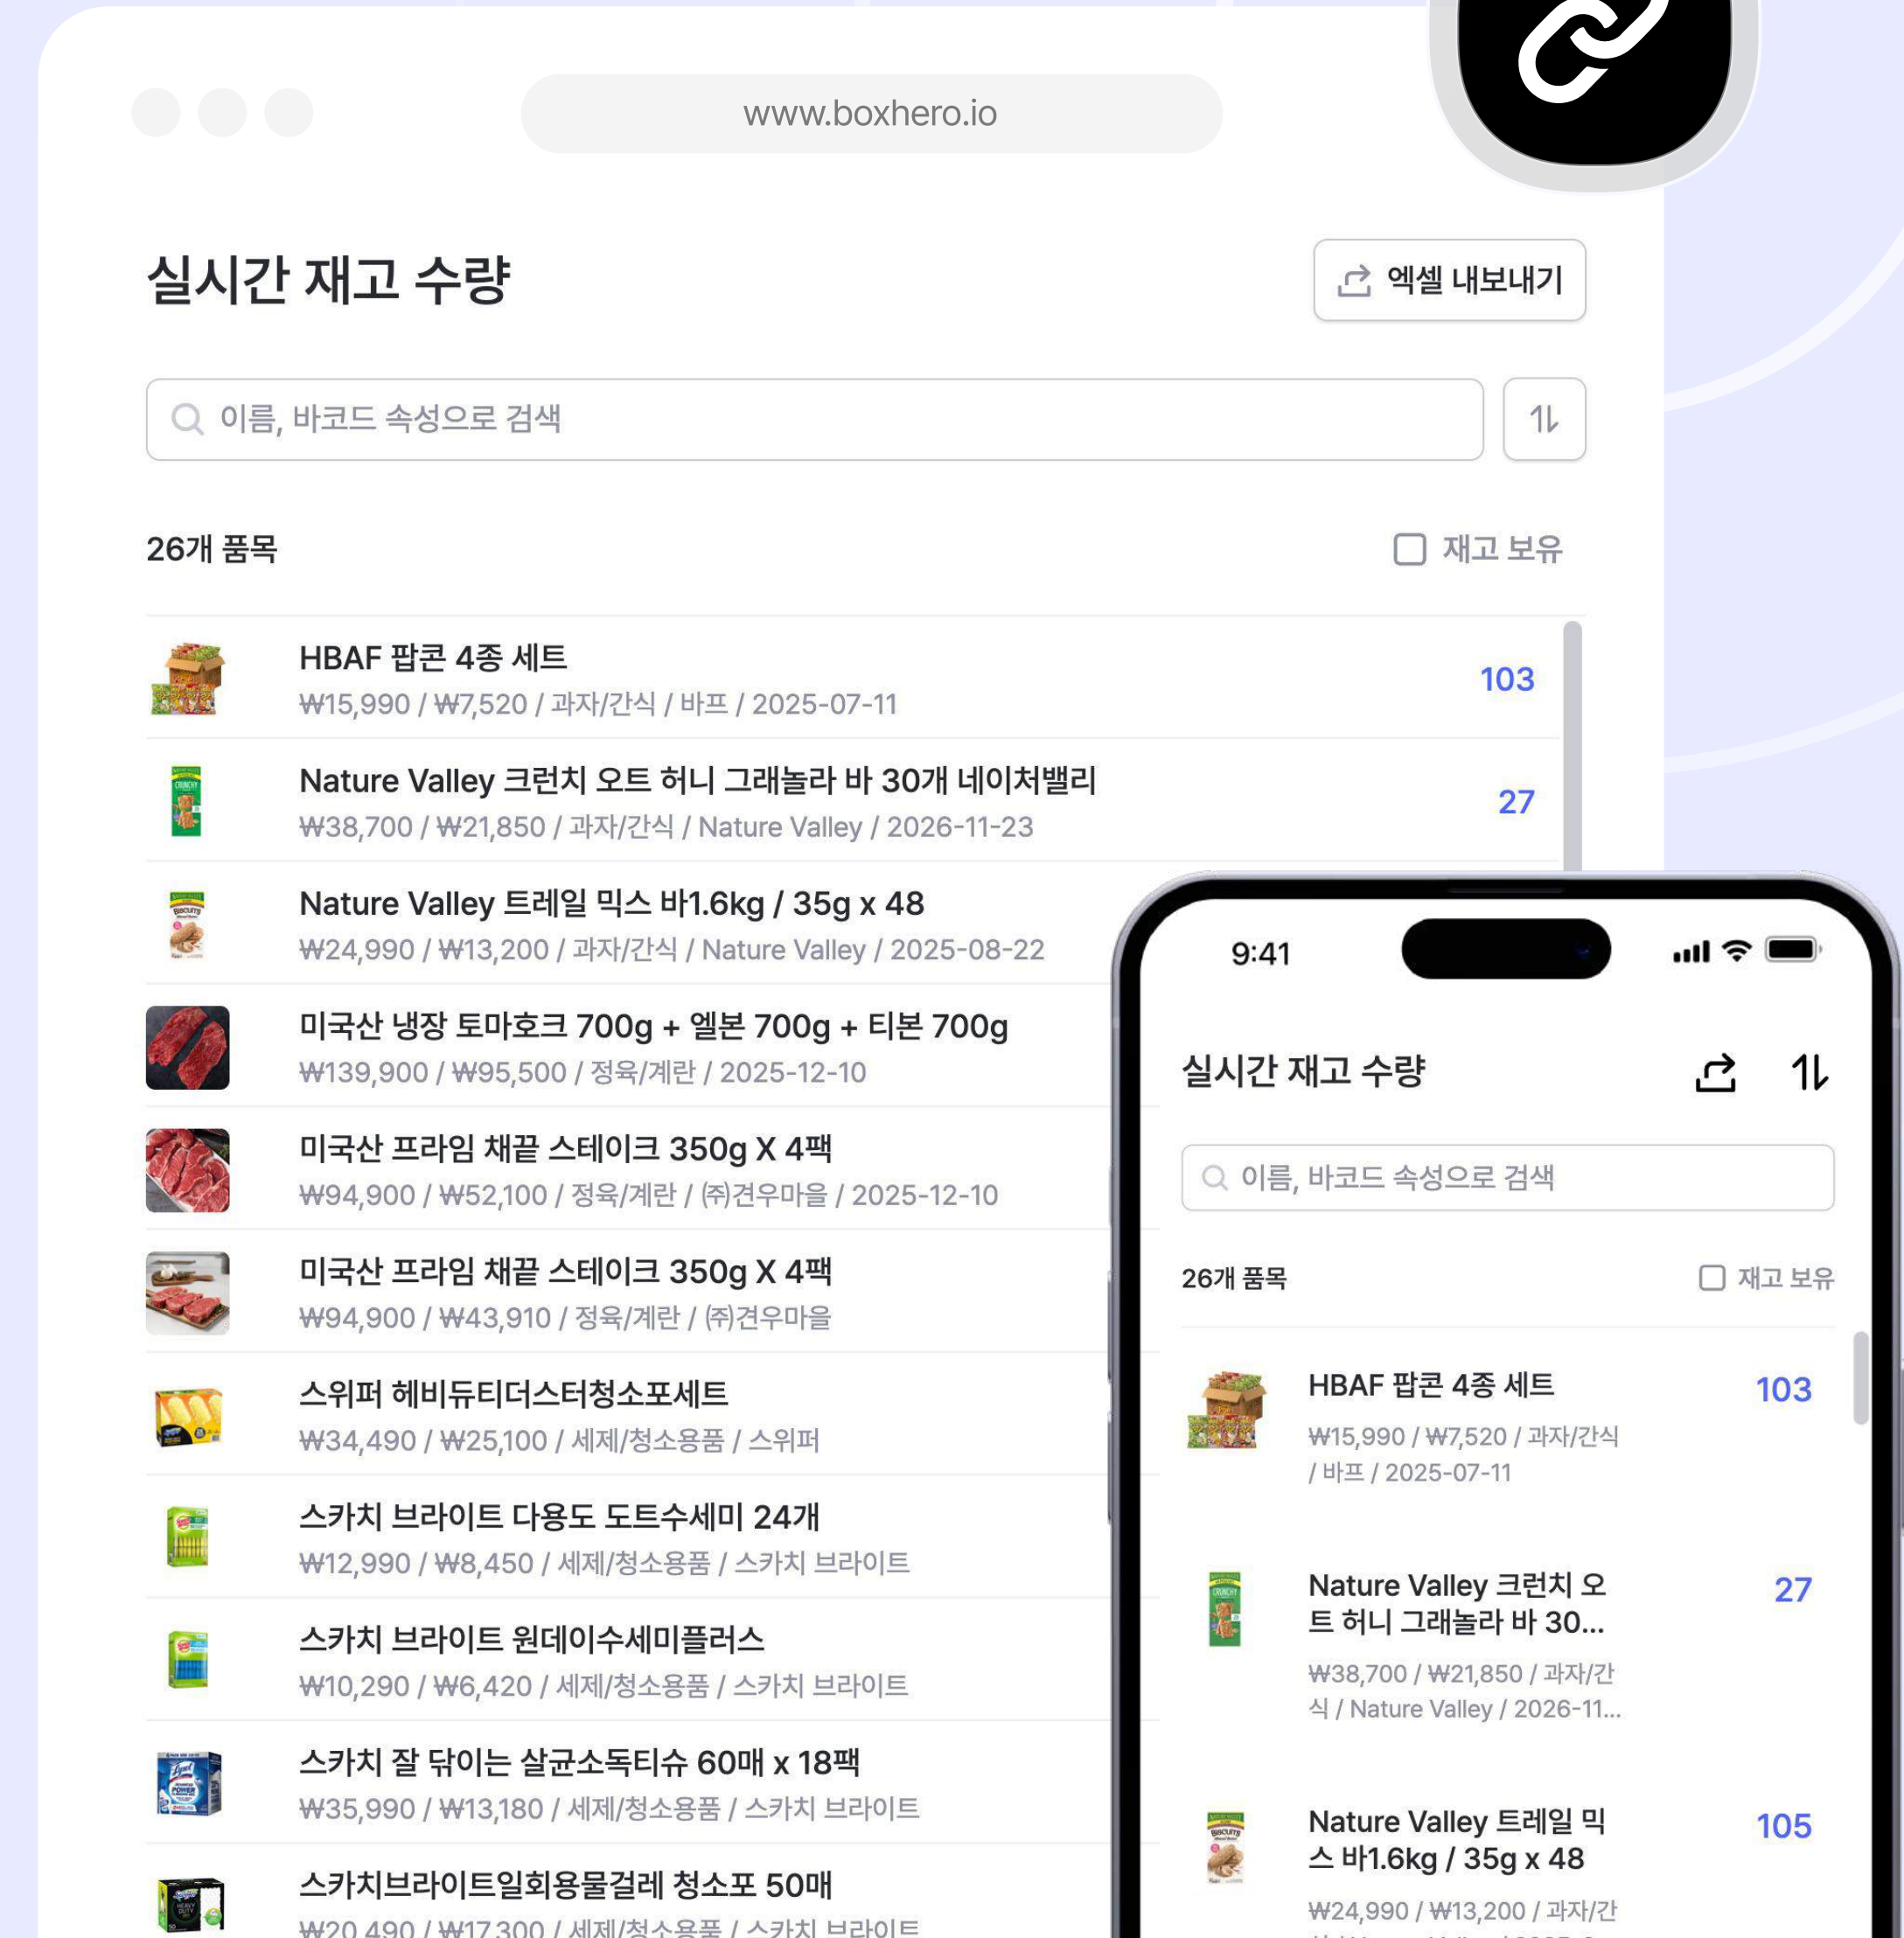 www.boxhero.io
실시간 재고 수량
엑셀 내보내기
이름, 바코드 속성으로 검색
26개 품목
재고 보유
HBAF 팝콘 4종 세트
₩15,990 / ₩7,520 / 과자/간식 / 바프 / 2025-07-11
103
Nature Valley 크런치 오트 허니 그래놀라 바 30개 네이처밸리
₩38,700 / ₩21,850 / 과자/간식 / Nature Valley / 2026-11-23
27
Nature Valley 트레일 믹스 바1.6kg / 35g x 48
₩24,990 / ₩13,200 / 과자/간식 / Nature Valley / 2025-08-22
미국산 냉장 토마호크 700g + 엘본 700g + 티본 700g
₩139,900 / ₩95,500 / 정육/계란 / 2025-12-10
미국산 프라임 채끝 스테이크 350g X 4팩
₩94,900 / ₩52,100 / 정육/계란 / ㈜견우마을 / 2025-12-10
미국산 프라임 채끝 스테이크 350g X 4팩
₩94,900 / ₩43,910 / 정육/계란 / ㈜견우마을
스위퍼 헤비듀티더스터청소포세트
₩34,490 / ₩25,100 / 세제/청소용품 / 스위퍼
스카치 브라이트 다용도 도트수세미 24개
₩12,990 / ₩8,450 / 세제/청소용품 / 스카치 브라이트
스카치 브라이트 원데이수세미플러스
₩10,290 / ₩6,420 / 세제/청소용품 / 스카치 브라이트
스카치 잘 닦이는 살균소독티슈 60매 x 18팩
₩35,990 / ₩13,180 / 세제/청소용품 / 스카치 브라이트
스카치브라이트일회용물걸레 청소포 50매
₩20,490 / ₩17,300 / 세제/청소용품 / 스카치 브라이트
9:41
실시간 재고 수량
이름, 바코드 속성으로 검색
26개 품목
재고 보유
HBAF 팝콘 4종 세트
103
₩15,990 / ₩7,520 / 과자/간식
/ 바프 / 2025-07-11
Nature Valley 크런치 오
트 허니 그래놀라 바 30...
27
₩38,700 / ₩21,850 / 과자/간
식 / Nature Valley / 2026-11...
Nature Valley 트레일 믹
스 바1.6kg / 35g x 48
105
₩24,990 / ₩13,200 / 과자/간